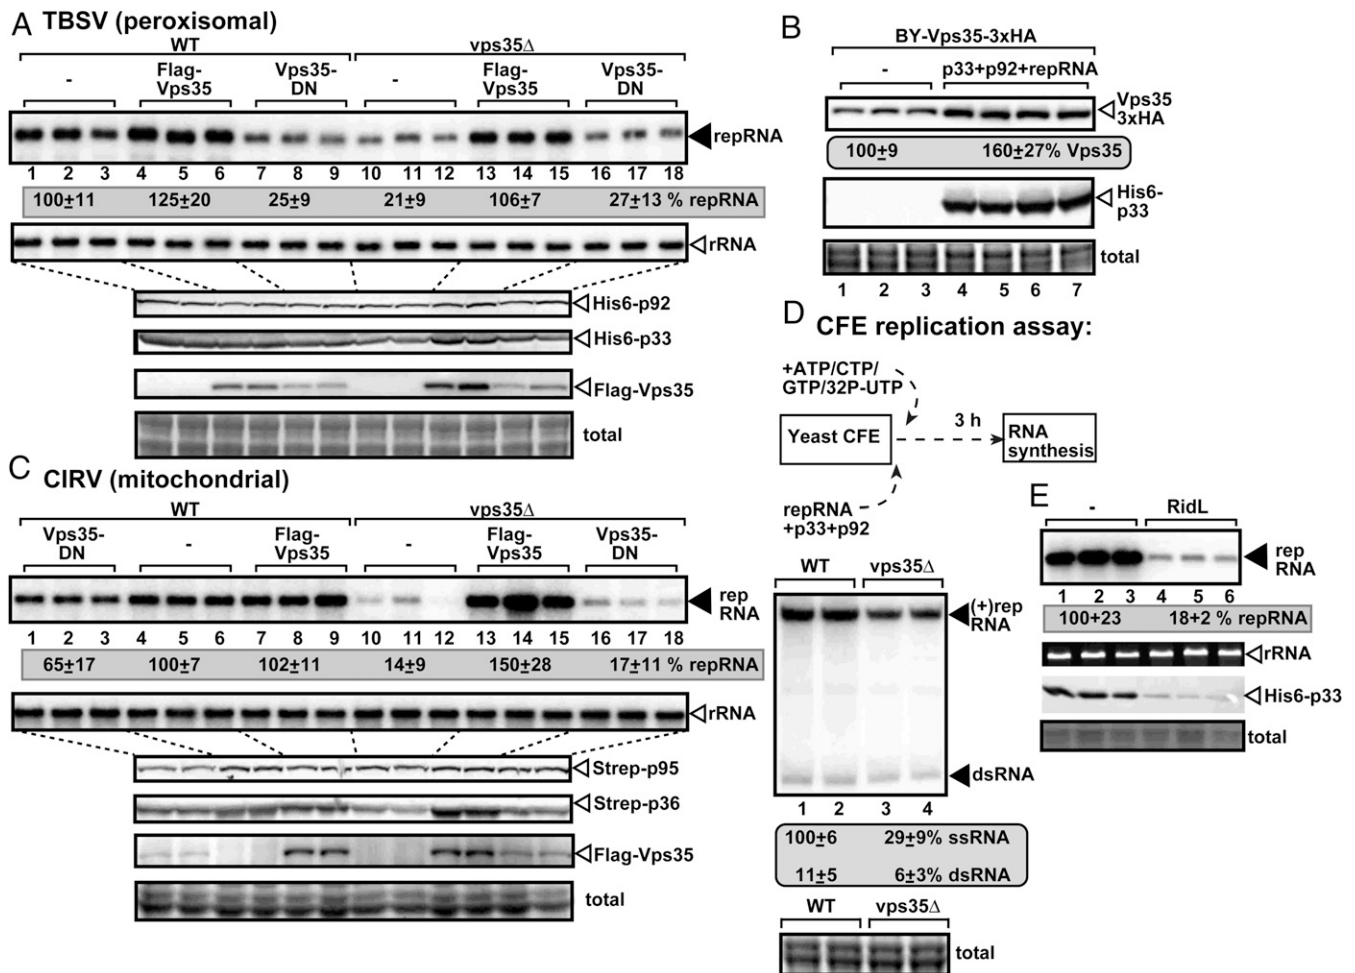 A TBSV (peroxisomal)
WT vps35Δ
- Flag-Vps35 Vps35-DN - Flag-Vps35 Vps35-DN
repRNA
1 2 3 4 5 6 7 8 9 10 11 12 13 14 15 16 17 18
100±11 125±20 25±9 21±9 106±7 27±13 % repRNA
rRNA
His6-p92
His6-p33
Flag-Vps35
total
B
BY-Vps35-3xHA
- p33+p92+repRNA
Vps35
3xHA
100±9 160±27% Vps35
His6-
p33
total
1 2 3 4 5 6 7
C CIRV (mitochondrial)
WT vps35Δ
Vps35-DN - Flag-Vps35 - Flag-Vps35 Vps35-DN
rep
RNA
1 2 3 4 5 6 7 8 9 10 11 12 13 14 15 16 17 18
65±17 100±7 102±11 14±9 150±28 17±11 % repRNA
rRNA
Strep-p95
Strep-p36
Flag-Vps35
total
D CFE replication assay:
+ATP/CTP/
GTP/32P-UTP
Yeast CFE
3 h
RNA
synthesis
repRNA
+p33+p92
WT vps35Δ
(+)rep
RNA
dsRNA
1 2 3 4
100±6 29±9% ssRNA
11±5 6±3% dsRNA
WT vps35Δ
total
E
- RidL
rep
RNA
1 2 3 4 5 6
100+23 18+2 % repRNA
rRNA
His6-p33
total